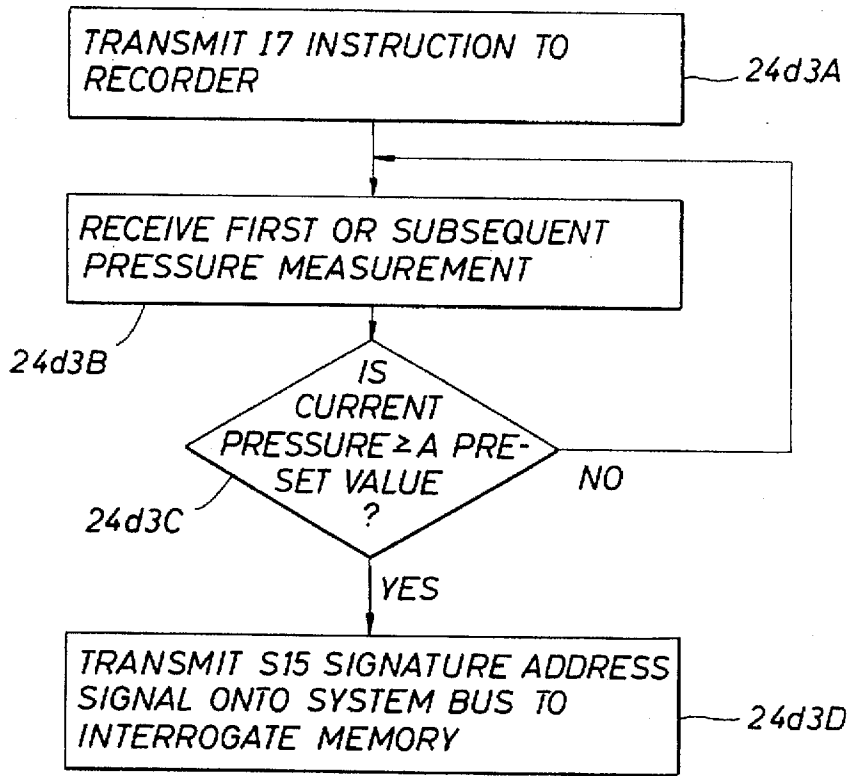 TRANSMIT I7 INSTRUCTION TO
RECORDER
24d3A
RECEIVE FIRST OR SUBSEQUENT
PRESSURE MEASUREMENT
24d3B
IS
CURRENT
PRESSURE ≥ A PRE-
SET VALUE
?
NO
24d3C
YES
TRANSMIT S15 SIGNATURE ADDRESS
SIGNAL ONTO SYSTEM BUS TO
INTERROGATE MEMORY
24d3D